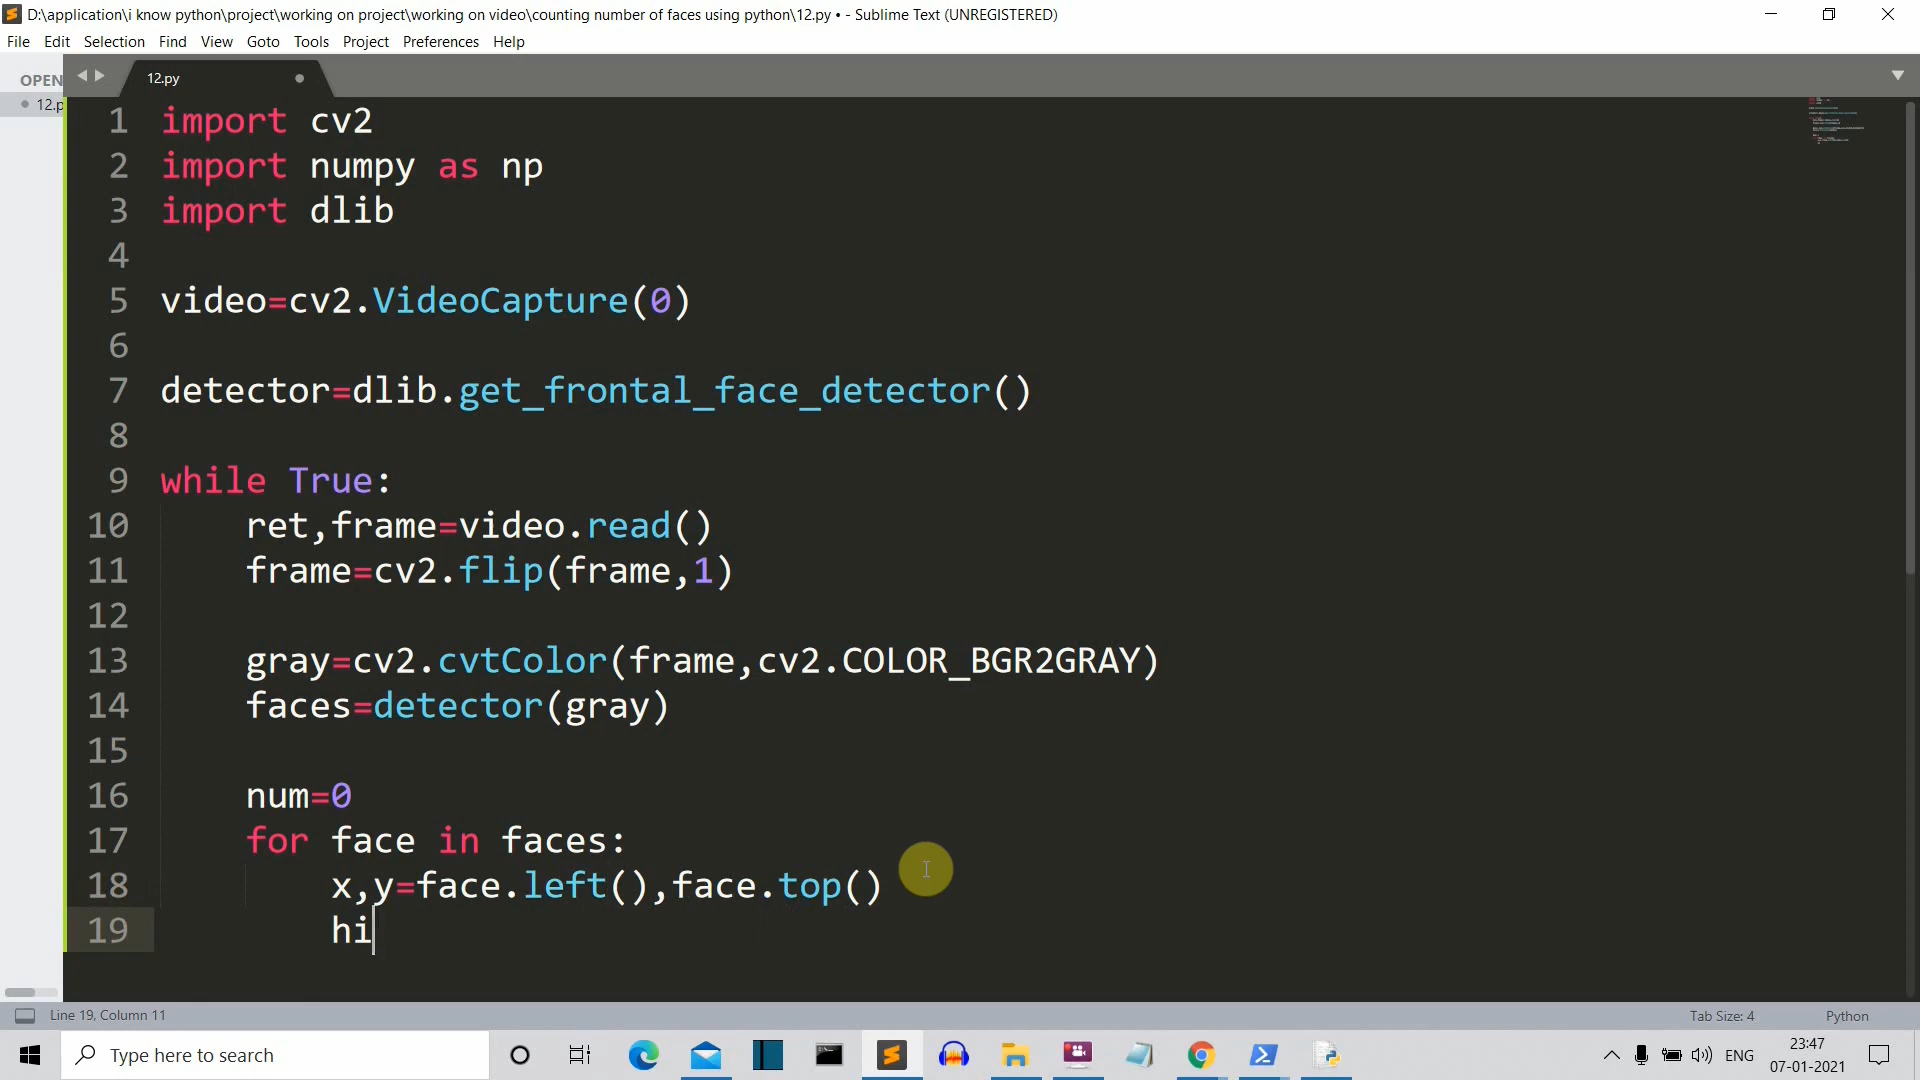 D:\application\i know python\project\working on project\working on video\counting number of faces using python\12.py • - Sublime Text (UNREGISTERED)
File Edit Selection Find View Goto Tools Project Preferences Help
OPEN
12.py
12.p
1 import cv2
2 import numpy as np
3 import dlib
4
5 video=cv2.VideoCapture(0)
6
7 detector=dlib.get_frontal_face_detector()
8
9 while True:
10 ret,frame=video.read()
11 frame=cv2.flip(frame,1)
12
13 gray=cv2.cvtColor(frame,cv2.COLOR_BGR2GRAY)
14 faces=detector(gray)
15
16 num=0
17 for face in faces:
18 x,y=face.left(),face.top()
19 hi
Line 19, Column 11
Tab Size: 4
Python
Type here to search
ENG
23:47
07-01-2021